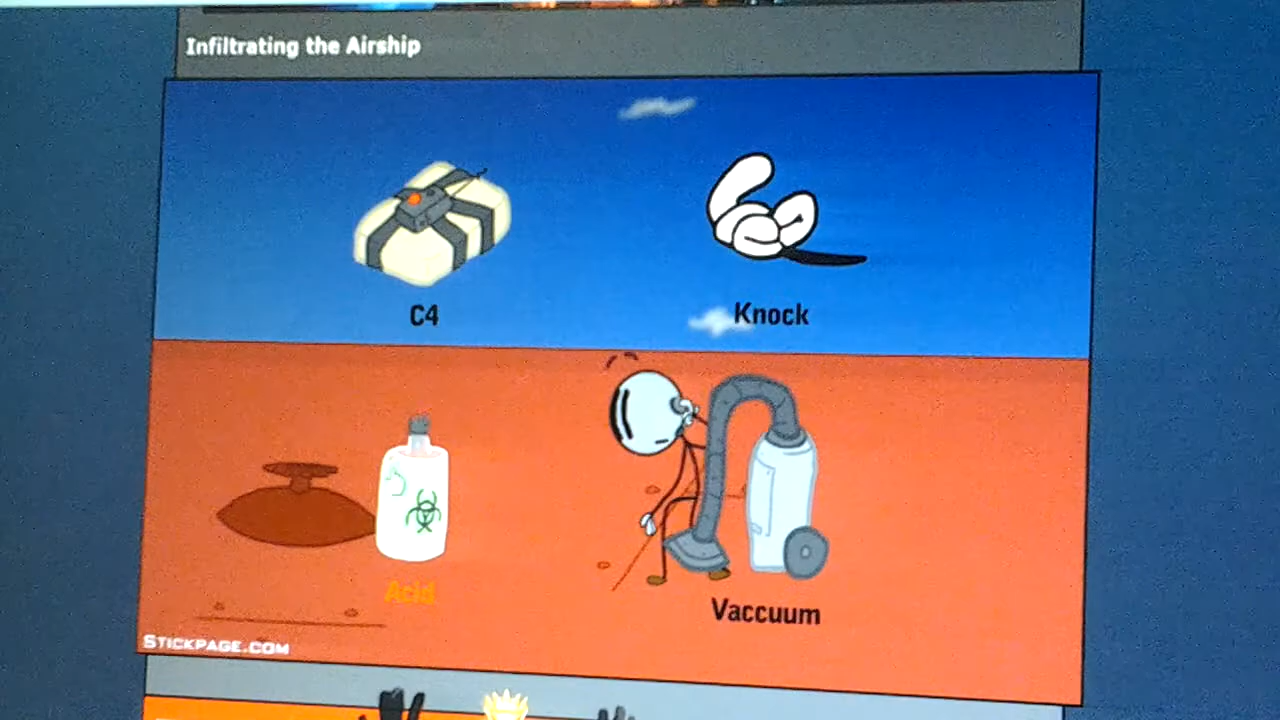 Infiltrating the Airship
C4
Knock
Acid
Vaccuum
STICKPAGE.COM